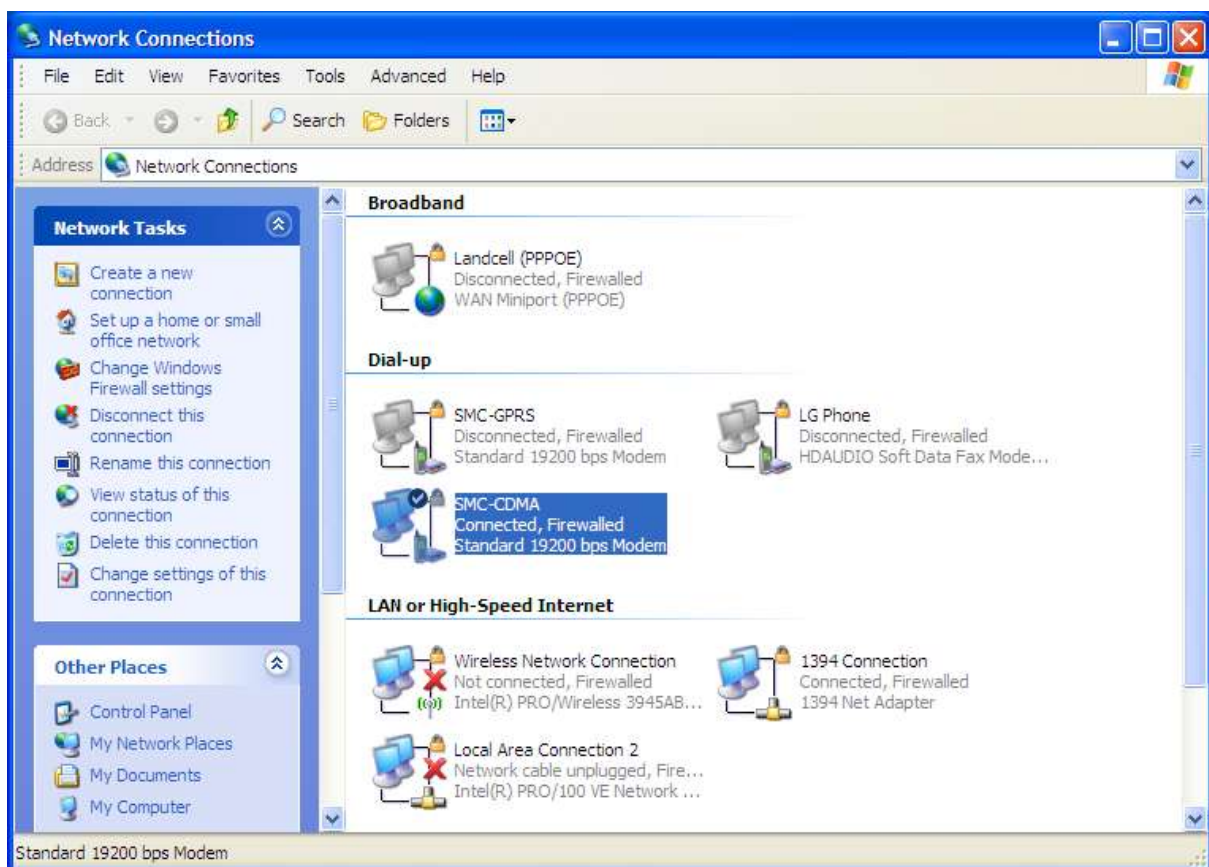 Network Connections
File Edit View Favorites Tools Advanced Help
Back Search Folders
Address Network Connections
Network Tasks
Create a new
connection
Set up a home or small
office network
Change Windows
Firewall settings
Disconnect this
connection
Rename this connection
View status of this
connection
Delete this connection
Change settings of this
connection
Other Places
Control Panel
My Network Places
My Documents
My Computer
Broadband
Landcell (PPPOE)
Disconnected, Firewalled
WAN Miniport (PPPOE)
Dial-up
SMC-GPRS
Disconnected, Firewalled
Standard 19200 bps Modem
LG Phone
Disconnected, Firewalled
HDAUDIO Soft Data Fax Mode...
SMC-CDMA
Connected, Firewalled
Standard 19200 bps Modem
LAN or High-Speed Internet
Wireless Network Connection
Not connected, Firewalled
Intel(R) PRO/Wireless 3945AB...
1394 Connection
Connected, Firewalled
1394 Net Adapter
Local Area Connection 2
Network cable unplugged, Fire...
Intel(R) PRO/100 VE Network ...
Standard 19200 bps Modem